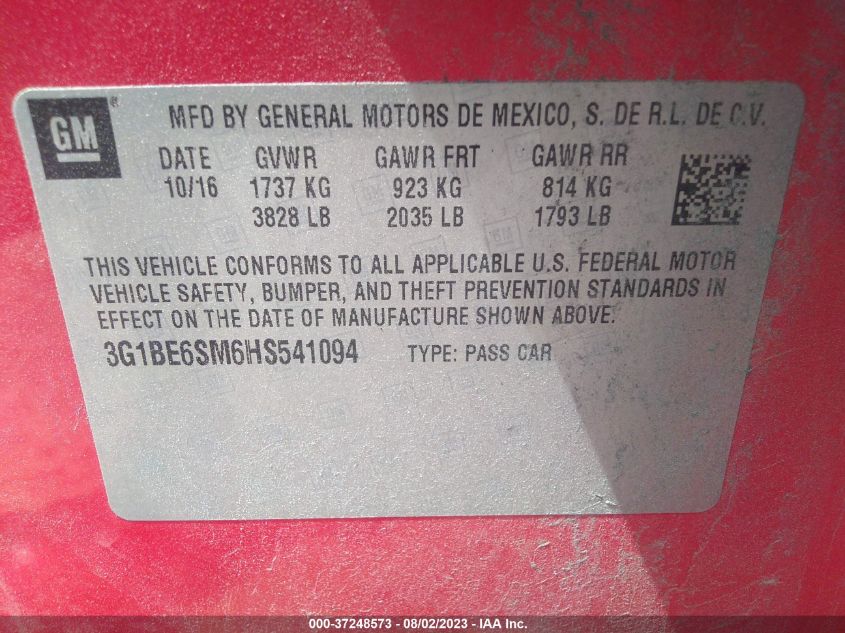 GM®
MFD BY GENERAL MOTORS DE MEXICO, S. DE R.L. DE C.V.
DATE GVWR GAWR FRT GAWR RR
10/16 1737 KG 923 KG 814 KG
3828 LB 2035 LB 1793 LB
THIS VEHICLE CONFORMS TO ALL APPLICABLE U.S. FEDERAL MOTOR
VEHICLE SAFETY, BUMPER, AND THEFT PREVENTION STANDARDS IN
EFFECT ON THE DATE OF MANUFACTURE SHOWN ABOVE.
3G1BE6SM6HS541094 TYPE: PASS CAR
000-37248573 - 08/02/2023 - IAA Inc.